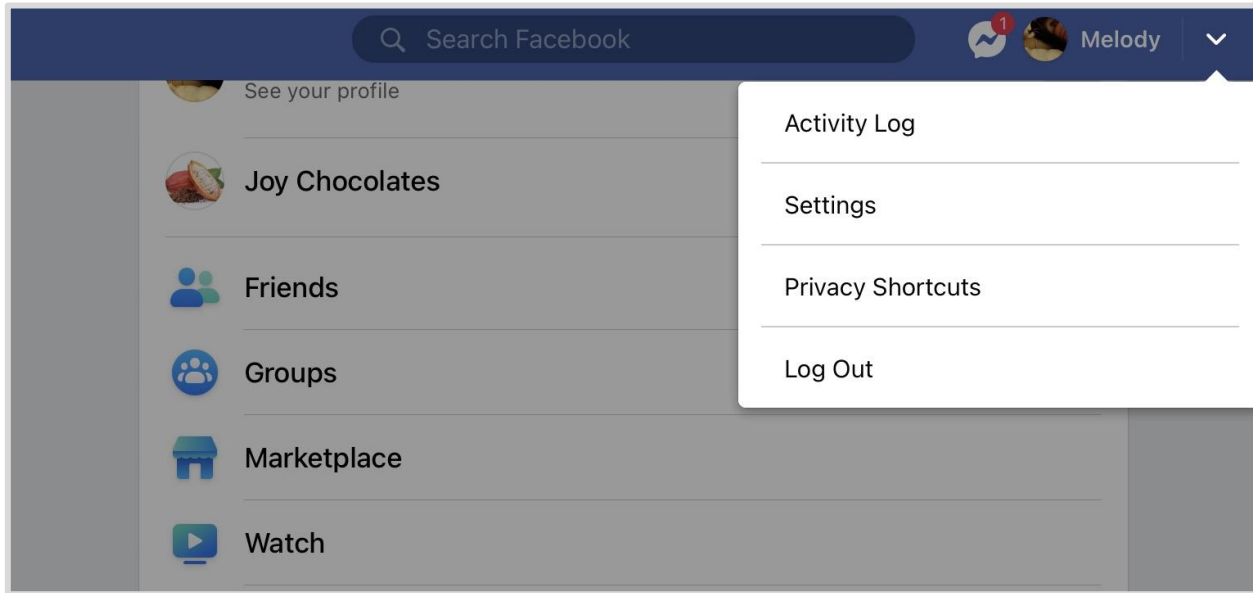 Search Facebook
1
Melody
See your profile
Joy Chocolates
Friends
Groups
Marketplace
Watch
Activity Log
Settings
Privacy Shortcuts
Log Out